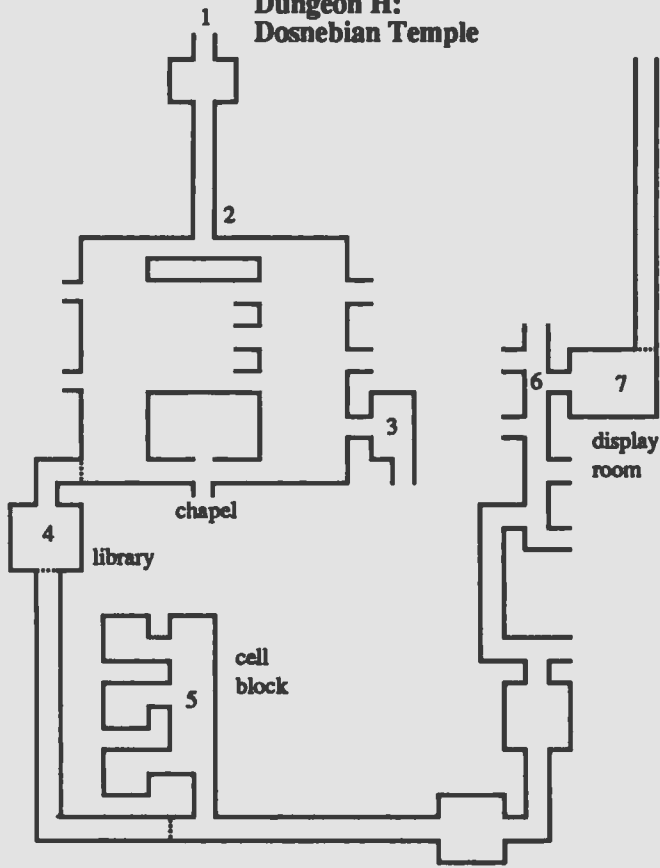 Dungeon H:
Dosnebian Temple
1
2
3
4
5
6
7
chapel
library
cell
block
display
room